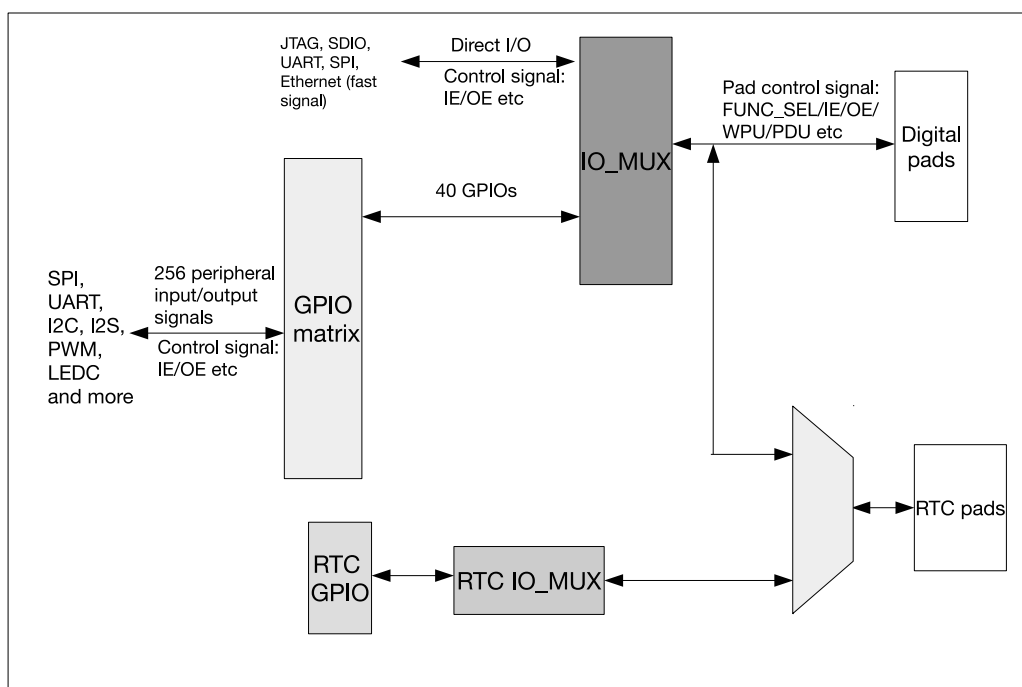 JTAG, SDIO,
UART, SPI,
Ethernet (fast
signal)
Direct I/O
Control signal:
IE/OE etc
IO_MUX
Pad control signal:
FUNC_SEL/IE/OE/
WPU/PDU etc
Digital
pads
40 GPIOs
SPI,
UART,
I2C, I2S,
PWM,
LEDC
and more
256 peripheral
input/output
signals
Control signal:
IE/OE etc
GPIO
matrix
RTC pads
RTC
GPIO
RTC IO_MUX